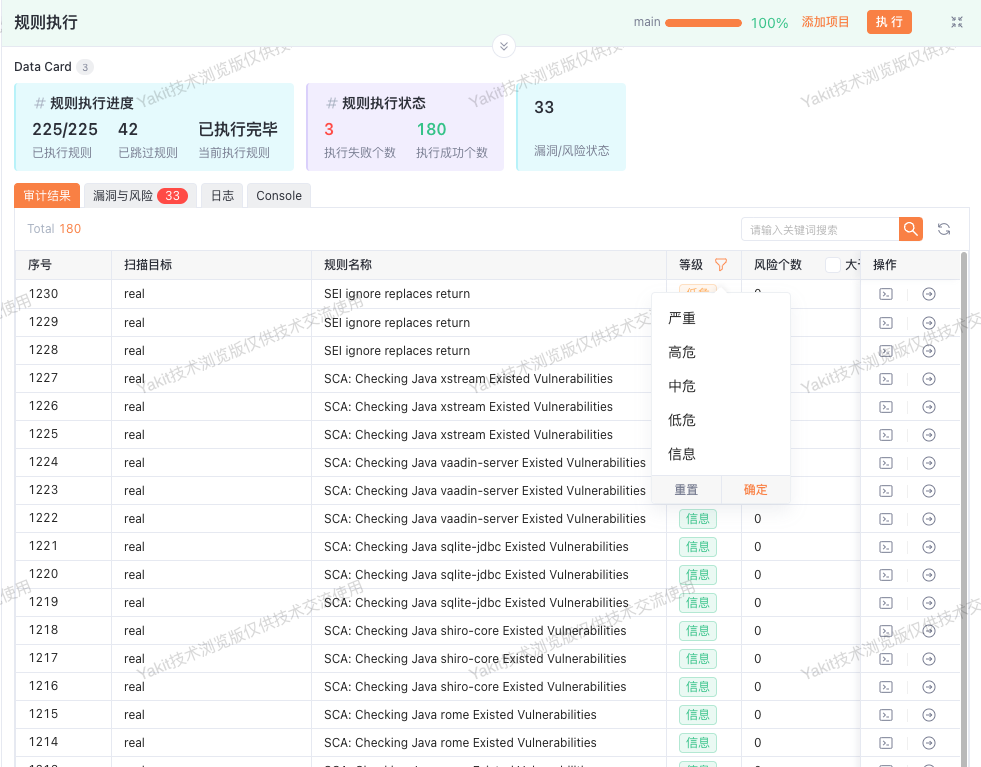 规则执行
main 100% 添加项目 执 行
Data Card 3
# 规则执行进度
225/225 42 已执行完毕
已执行规则 已跳过规则 当前执行规则
# 规则执行状态
3 180
执行失败个数 执行成功个数
33
漏洞/风险状态
审计结果 漏洞与风险 33 日志 Console
Total 180 请输入关键词搜索
序号 扫描目标 规则名称 等级 风险个数 操作
1230 real SEI ignore replaces return 低危
1229 real SEI ignore replaces return
1228 real SEI ignore replaces return
1227 real SCA: Checking Java xstream Existed Vulnerabilities
1226 real SCA: Checking Java xstream Existed Vulnerabilities
1225 real SCA: Checking Java xstream Existed Vulnerabilities
1224 real SCA: Checking Java vaadin-server Existed Vulnerabilities
1223 real SCA: Checking Java vaadin-server Existed Vulnerabilities
1222 real SCA: Checking Java vaadin-server Existed Vulnerabilities 信息 0
1221 real SCA: Checking Java sqlite-jdbc Existed Vulnerabilities 信息 0
1220 real SCA: Checking Java sqlite-jdbc Existed Vulnerabilities 信息 0
1219 real SCA: Checking Java sqlite-jdbc Existed Vulnerabilities 信息 0
1218 real SCA: Checking Java shiro-core Existed Vulnerabilities 信息 0
1217 real SCA: Checking Java shiro-core Existed Vulnerabilities 信息 0
1216 real SCA: Checking Java shiro-core Existed Vulnerabilities 信息 0
1215 real SCA: Checking Java rome Existed Vulnerabilities 信息 0
1214 real SCA: Checking Java rome Existed Vulnerabilities 信息 0
严重
高危
中危
低危
信息
重置 确定
Yakit技术浏览版仅供技术交流使用